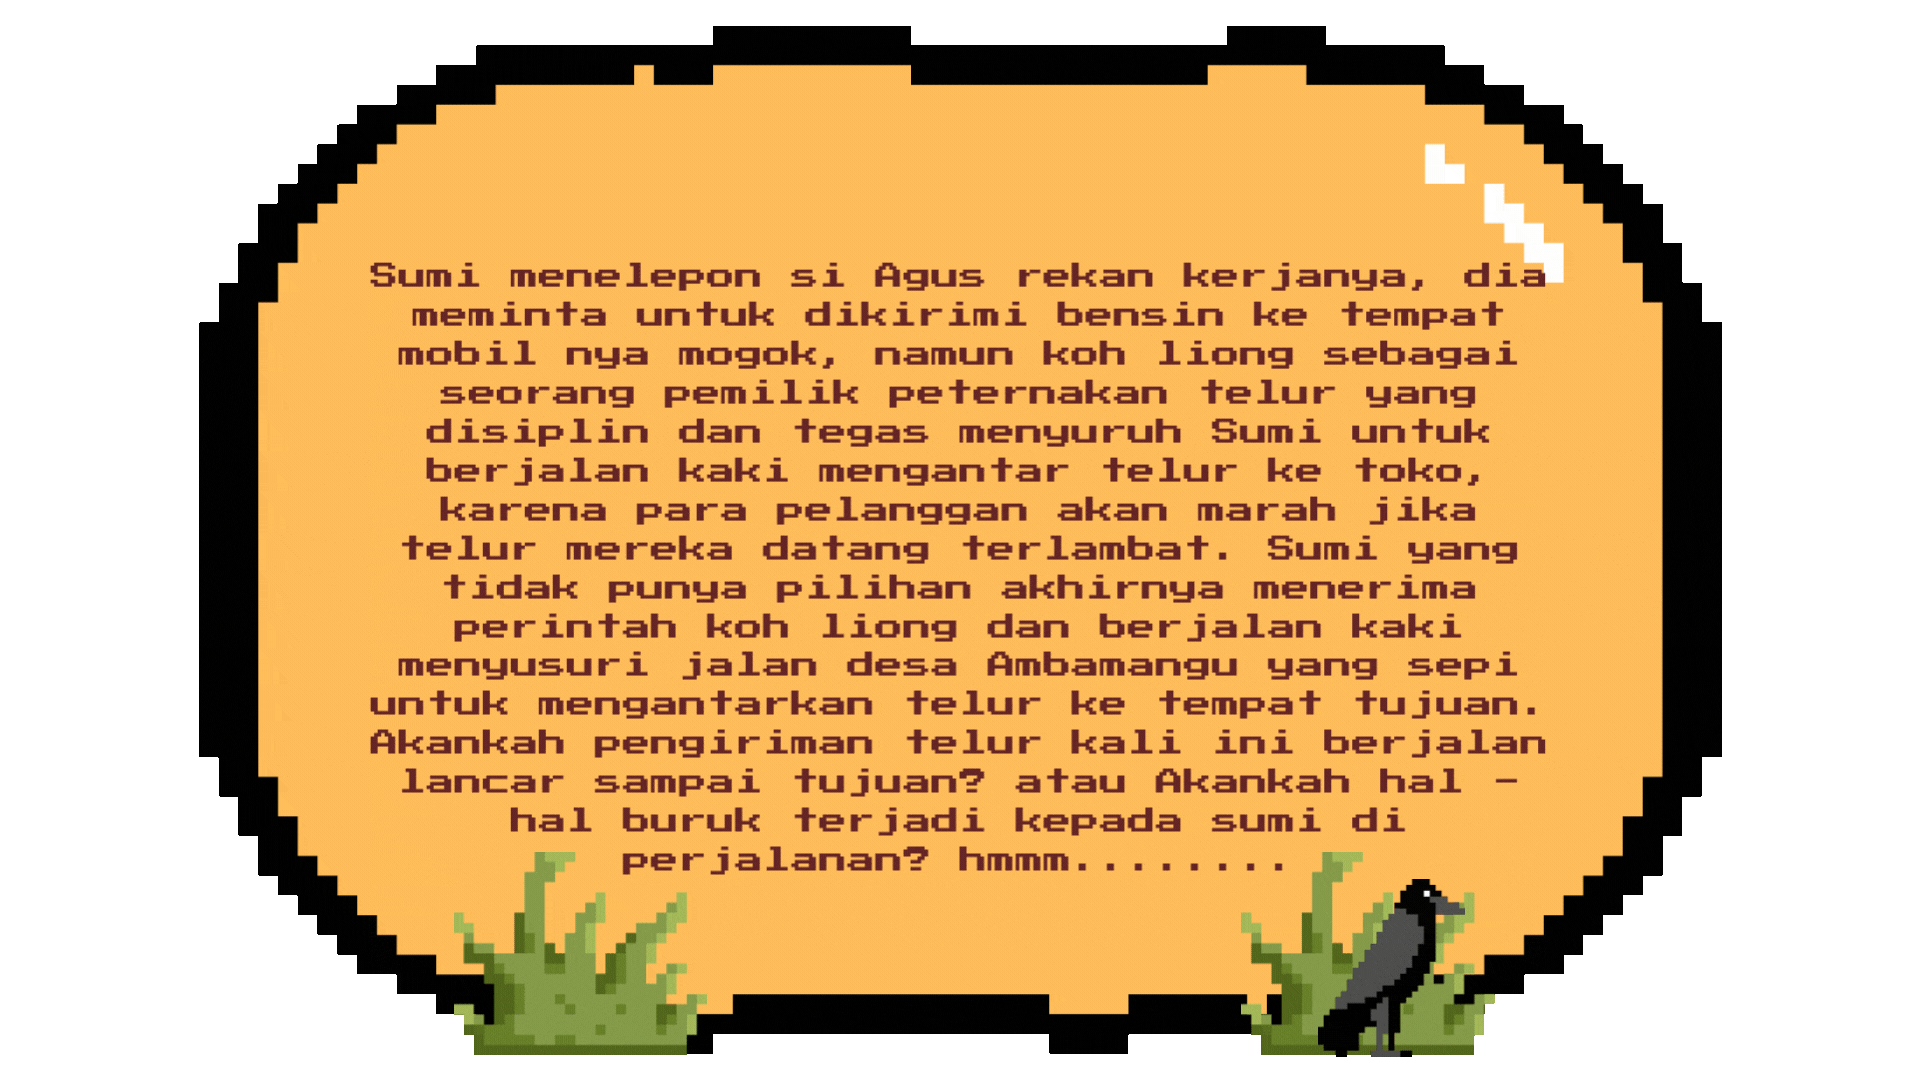 Sumi menelepon si Agus rekan kerjanya, dia
meminta untuk dikirimi bensin ke tempat
mobil nya mogok, namun koh liong sebagai
seorang pemilik peternakan telur yang
disiplin dan tegas menyuruh Sumi untuk
berjalan kaki mengantar telur ke toko,
karena para pelanggan akan marah jika
telur mereka datang terlambat. Sumi yang
tidak punya pilihan akhirnya menerima
perintah koh liong dan berjalan kaki
menyusuri jalan desa Ambamangu yang sepi
untuk mengantarkan telur ke tempat tujuan.
Akankah pengiriman telur kali ini berjalan
lancar sampai tujuan? atau Akankah hal -
hal buruk terjadi kepada sumi di
perjalanan? hmmm........